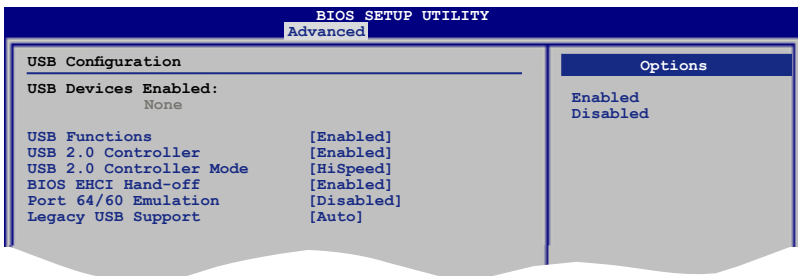 BIOS SETUP UTILITY
Advanced
USB Configuration
USB Devices Enabled:
None
USB Functions [Enabled]
USB 2.0 Controller [Enabled]
USB 2.0 Controller Mode [HiSpeed]
BIOS EHCI Hand-off [Enabled]
Port 64/60 Emulation [Disabled]
Legacy USB Support [Auto]
Options
Enabled
Disabled